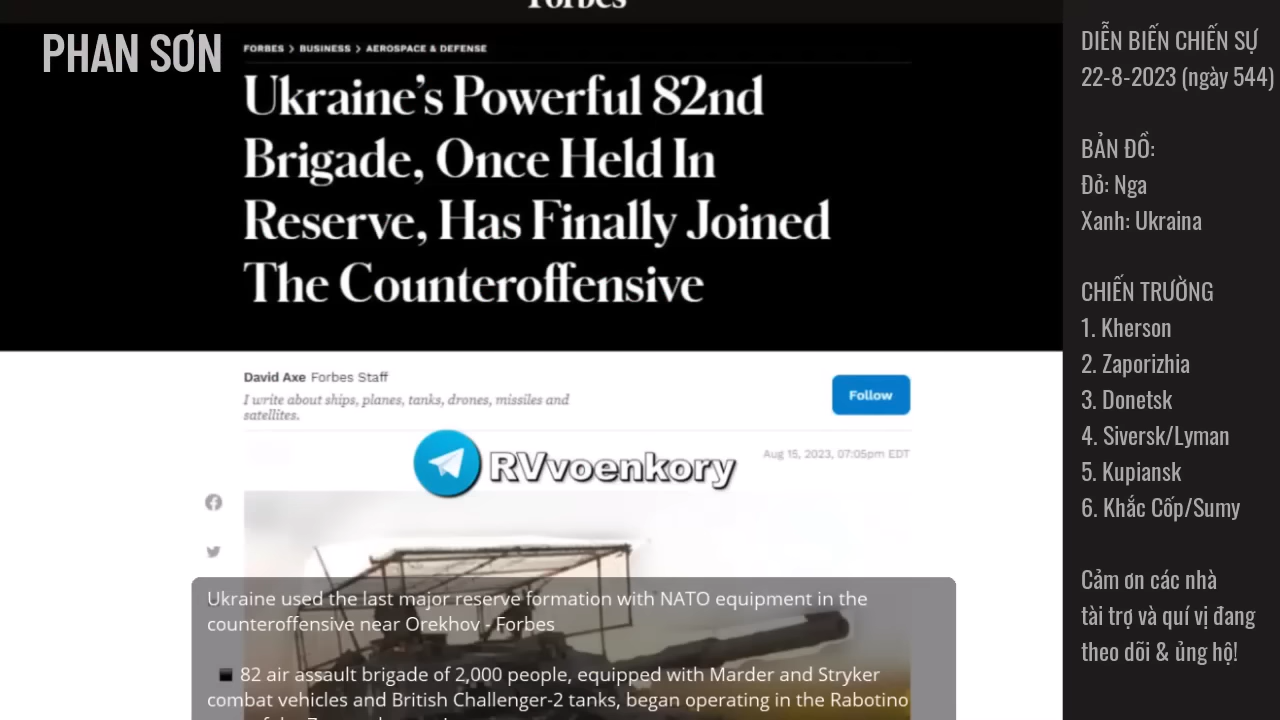 Forbes
PHAN SƠN
FORBES > BUSINESS > AEROSPACE & DEFENSE
Ukraine's Powerful 82nd
Brigade, Once Held In
Reserve, Has Finally Joined
The Counteroffensive
David Axe Forbes Staff
I write about ships, planes, tanks, drones, missiles and
satellites.
Follow
Aug 15, 2023, 07:05pm EDT
RVvoenkory
Ukraine used the last major reserve formation with NATO equipment in the
counteroffensive near Orekhov - Forbes
82 air assault brigade of 2,000 people, equipped with Marder and Stryker
combat vehicles and British Challenger-2 tanks, began operating in the Rabotino
DIỄN BIẾN CHIẾN SỰ
22-8-2023 (ngày 544)
BẢN ĐỒ:
Đỏ: Nga
Xanh: Ukraina
CHIẾN TRƯỜNG
1. Kherson
2. Zaporizhia
3. Donetsk
4. Siversk/Lyman
5. Kupiansk
6. Khắc Cốp/Sumy
Cảm ơn các nhà
tài trợ và quí vị đang
theo dõi & ủng hộ!